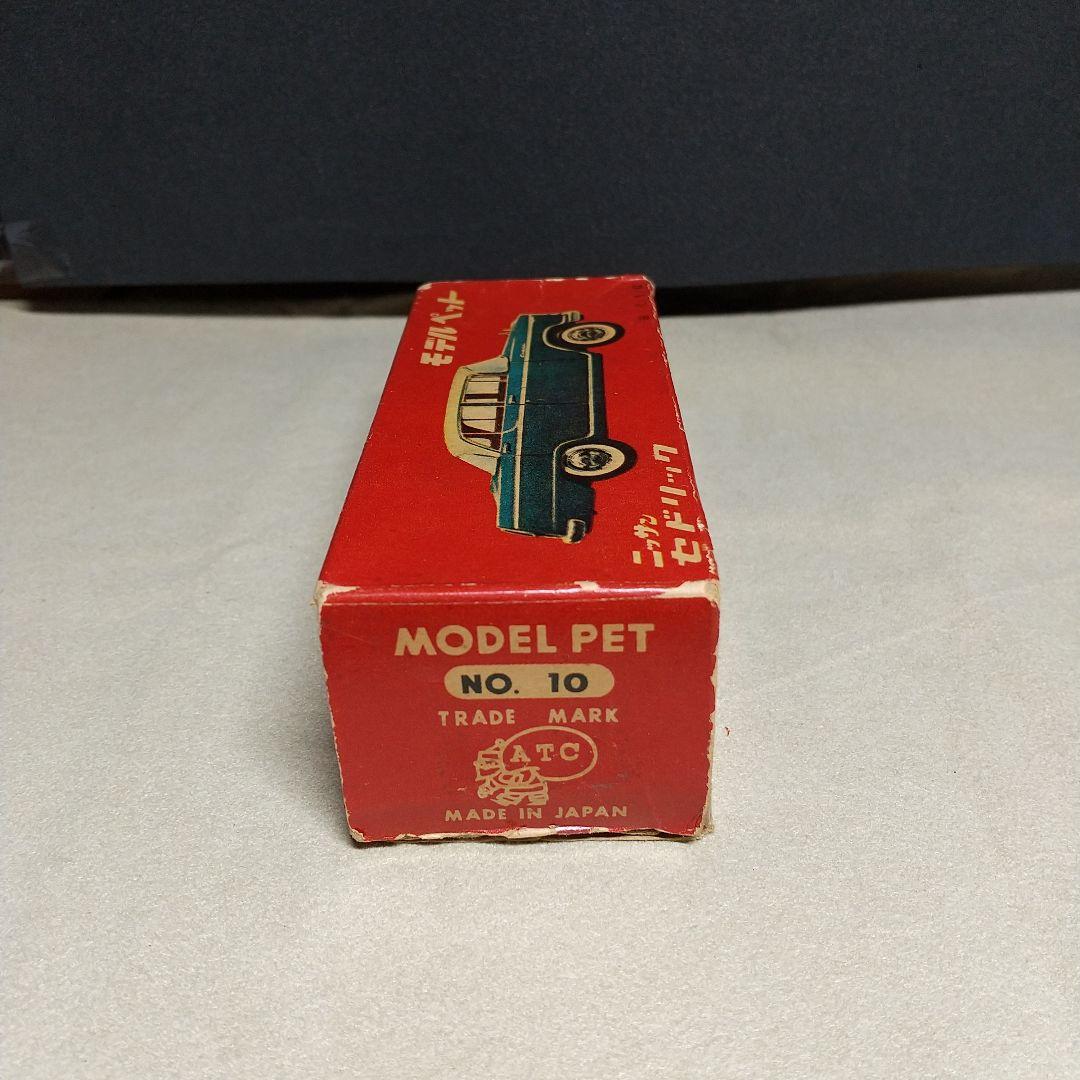 モデルペット
ニッサン
セドリック
MODEL PET
NO. 10
TRADE MARK
ATC
MADE IN JAPAN